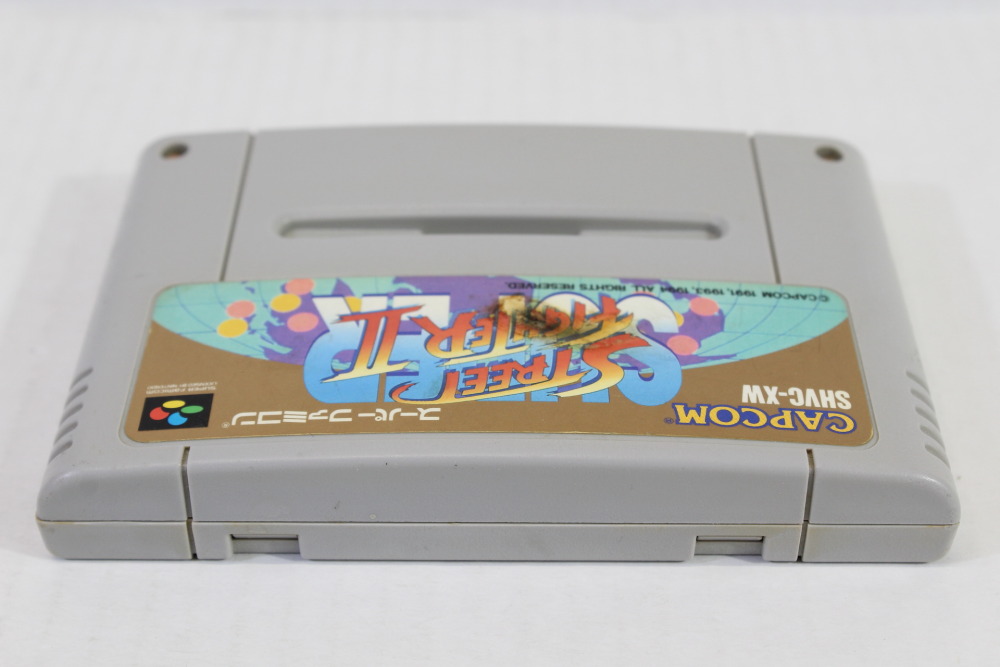 CAPCOM®
SHVC-XW
スーパーファミコン®
SUPER
STREET
FIGHTER II
©CAPCOM 1991, 1993, 1994 ALL RIGHTS RESERVED.